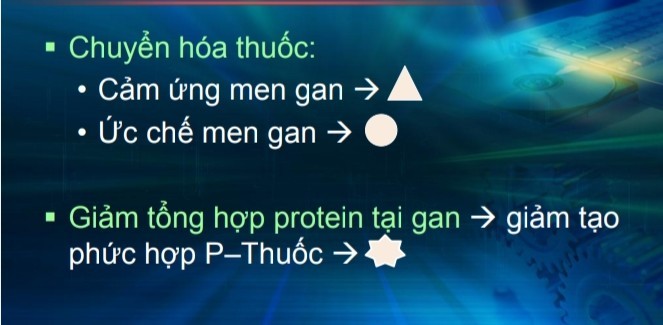 ▪ Chuyển hóa thuốc:
• Cảm ứng men gan →
• Ức chế men gan →
▪ Giảm tổng hợp protein tại gan → giảm tạo
phức hợp P–Thuốc →